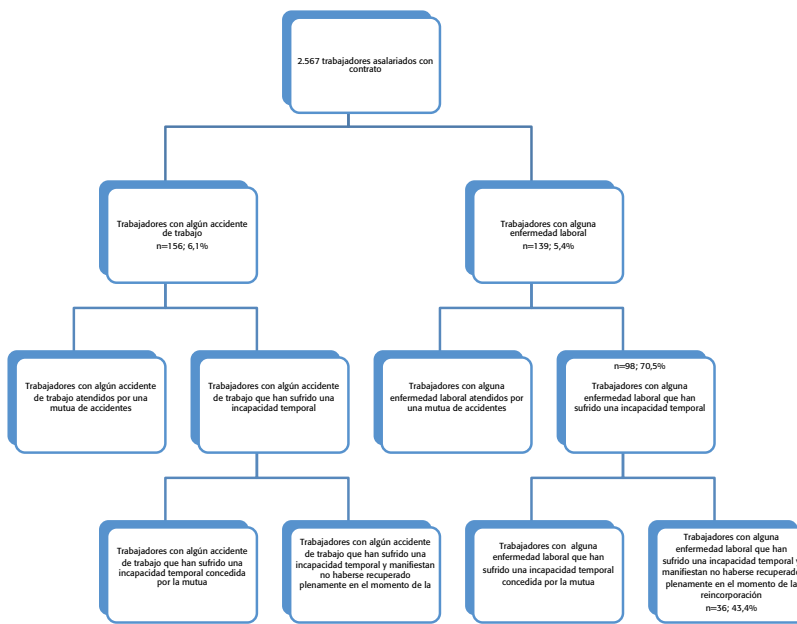 2.567 trabajadores asalariados con
contrato
Trabajadores con algún accidente
de trabajo
n=156; 6,1%
Trabajadores con alguna
enfermedad laboral
n=139; 5,4%
Trabajadores con algún accidente
de trabajo atendidos por una
mutua de accidentes
Trabajadores con algún accidente
de trabajo que han sufrido una
incapacidad temporal
Trabajadores con alguna
enfermedad laboral atendidos por
una mutua de accidentes
n=98; 70,5%
Trabajadores con alguna
enfermedad laboral que han
sufrido una incapacidad temporal
Trabajadores con algún accidente
de trabajo que han sufrido una
incapacidad temporal concedida
por la mutua
Trabajadores con algún accidente
de trabajo que han sufrido una
incapacidad temporal y manifiestan
no haberse recuperado
plenamente en el momento de la
Trabajadores con alguna
enfermedad laboral que han
sufrido una incapacidad temporal
concedida por la mutua
Trabajadores con alguna
enfermedad laboral que han
sufrido una incapacidad temporal y
manifiestan no haberse recuperado
plenamente en el momento de la
reincorporación
n=36; 43,4%